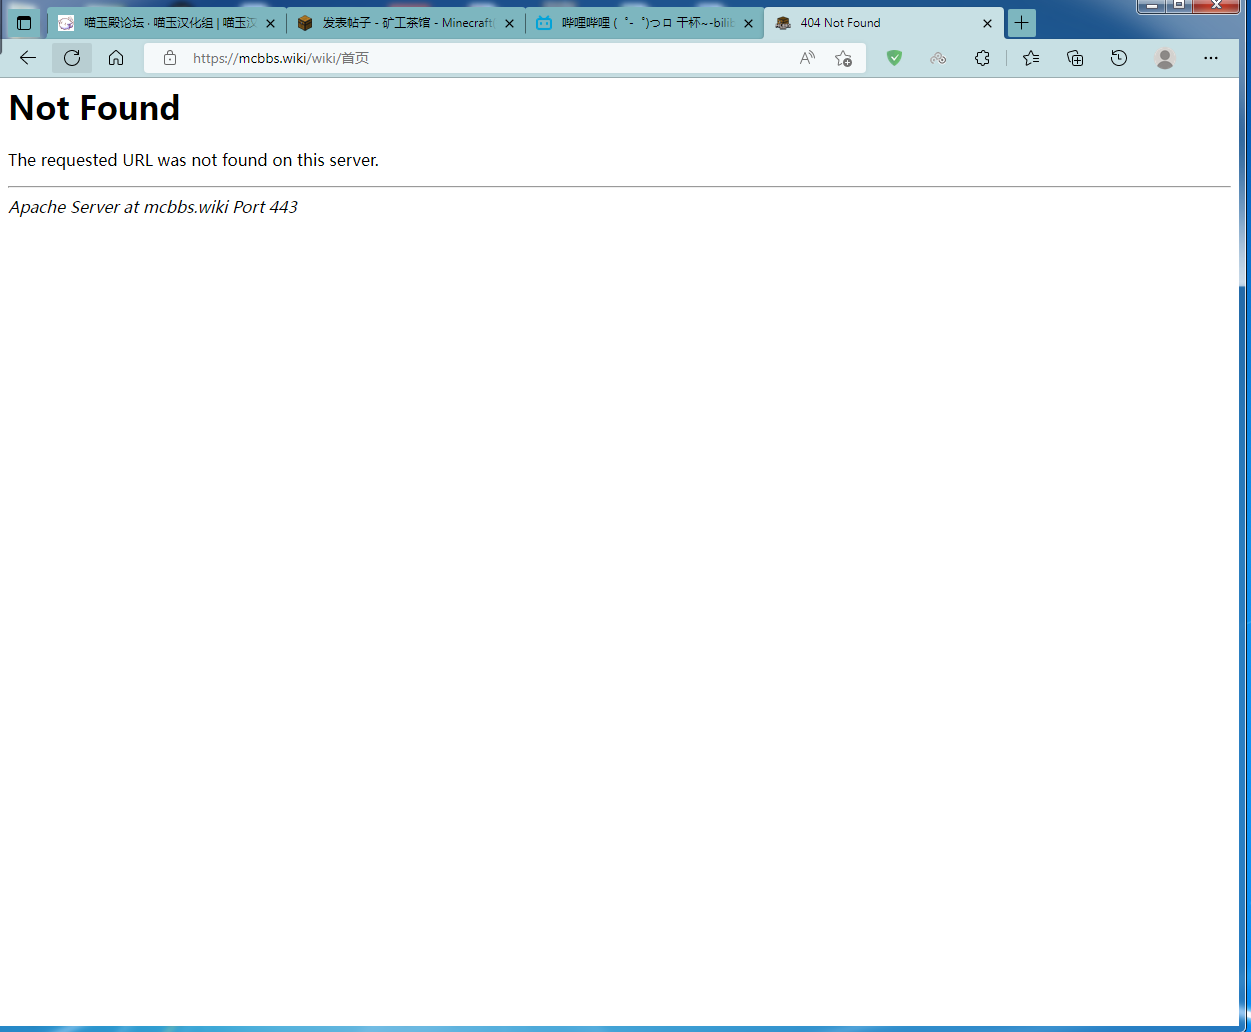 喵玉殿论坛 · 喵玉汉化组 | 喵玉汉
发表帖子 - 矿工茶馆 - Minecraft
哔哩哔哩 (゜-゜)つロ 干杯~-bilib
404 Not Found
https://mcbbs.wiki/wiki/首页
Not Found
The requested URL was not found on this server.
Apache Server at mcbbs.wiki Port 443